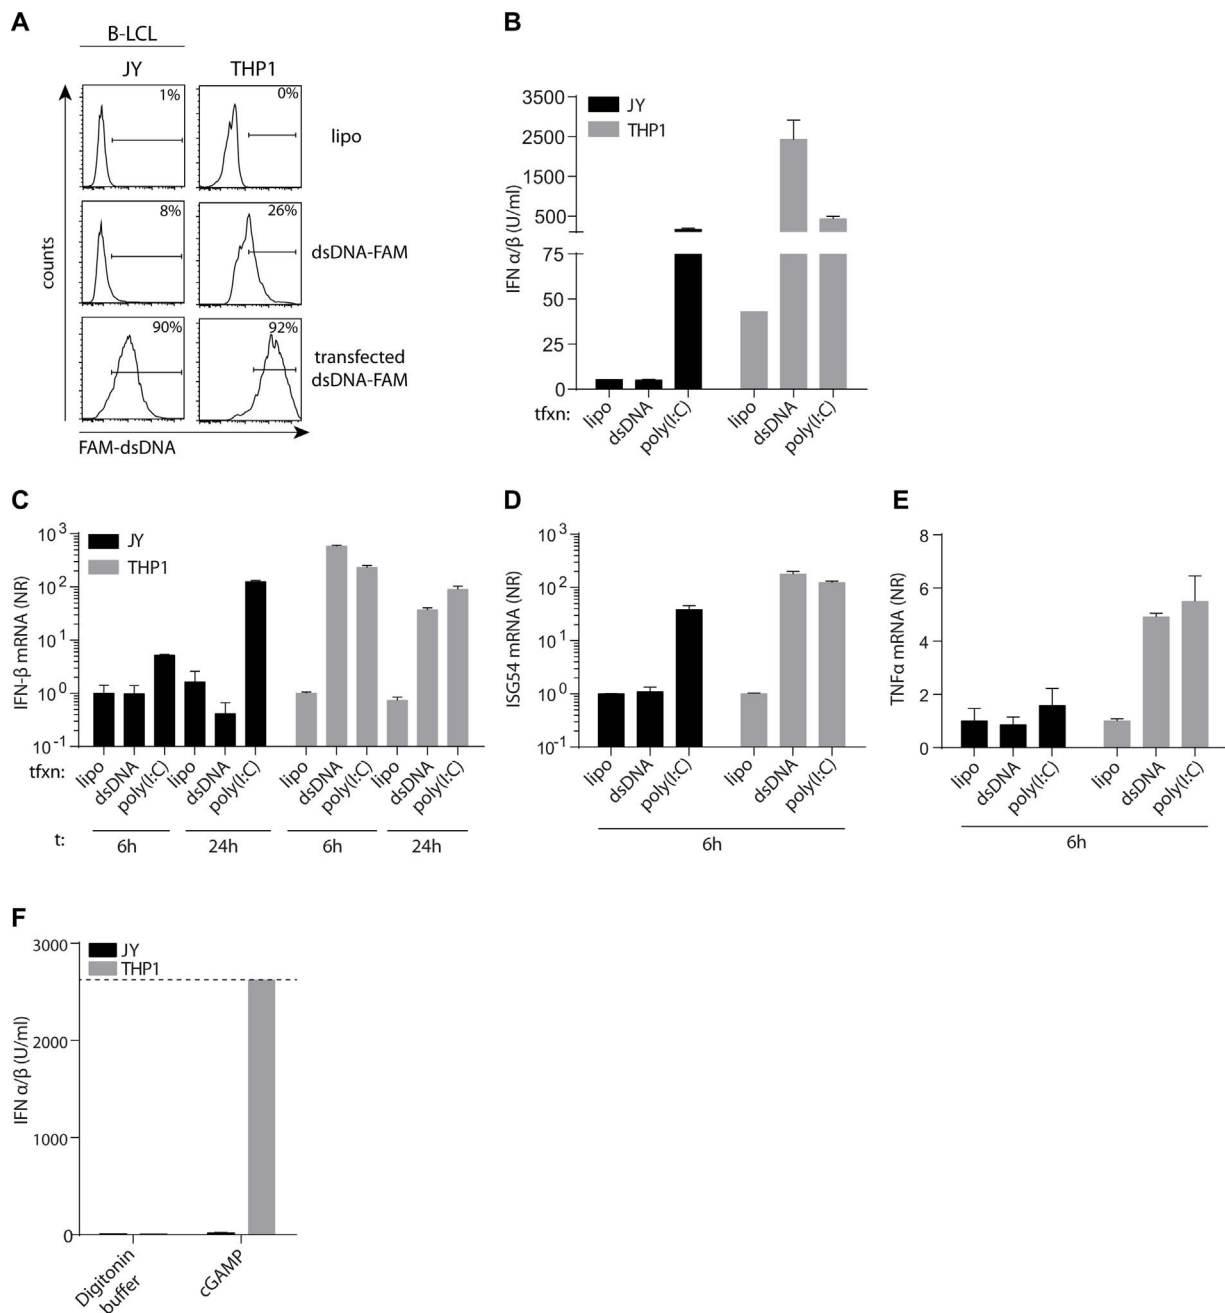 A
B-LCL
JY THP1
1% 0%
lipo
8% 26%
dsDNA-FAM
90% 92%
transfected
dsDNA-FAM
counts
FAM-dsDNA
B
JY
THP1
IFN α/β (U/ml)
3500
2500
1500
500
75
50
25
0
tfxn: lipo dsDNA poly(I:C) lipo dsDNA poly(I:C)
C
JY
THP1
IFN-β mRNA (NR)
10³
10²
10¹
10⁰
10⁻¹
tfxn: lipo dsDNA poly(I:C) lipo dsDNA poly(I:C) lipo dsDNA poly(I:C) lipo dsDNA poly(I:C)
t: 6h 24h 6h 24h
D
ISG54 mRNA (NR)
10³
10²
10¹
10⁰
10⁻¹
lipo dsDNA poly(I:C) lipo dsDNA poly(I:C)
6h
E
TNFα mRNA (NR)
8
6
4
2
0
lipo dsDNA poly(I:C) lipo dsDNA poly(I:C)
6h
F
JY
THP1
IFN α/β (U/ml)
3000
2000
1000
0
Digitonin
buffer
cGAMP